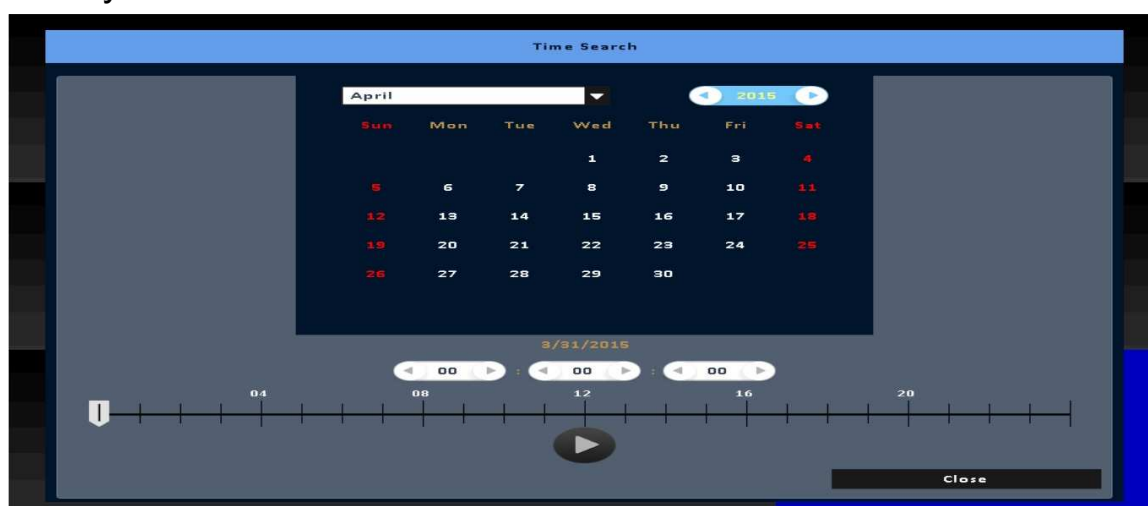 Time Search
April 2015
Sun Mon Tue Wed Thu Fri Sat
1 2 3 4
5 6 7 8 9 10 11
12 13 14 15 16 17 18
19 20 21 22 23 24 25
26 27 28 29 30
3/31/2015
00 : 00 : 00
04 08 12 16 20
Close